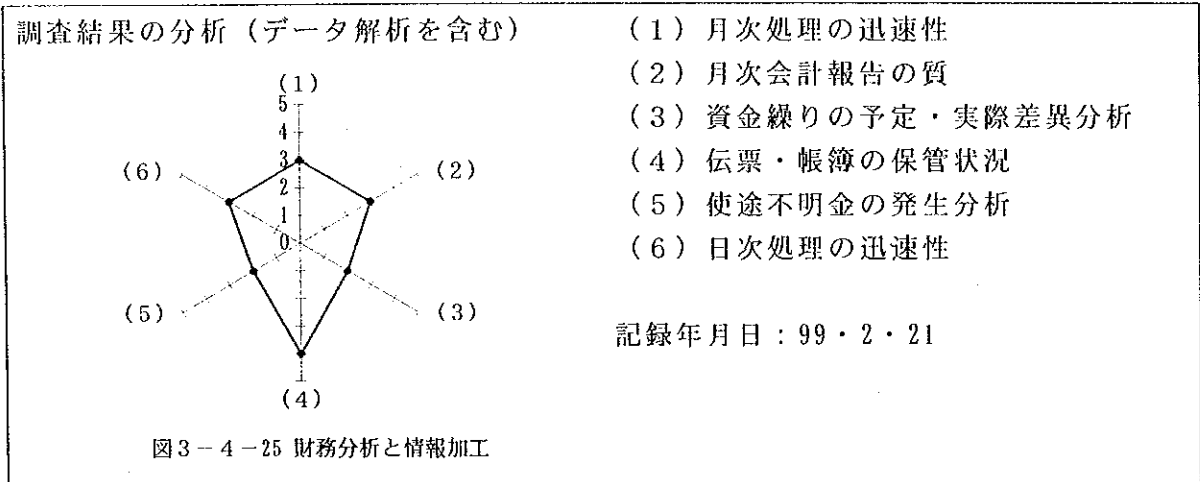 調査結果の分析（データ解析を含む）
(1)
5
4
3
2
1
0
(2)
(3)
(4)
(5)
(6)
図3－4－25 財務分析と情報加工
(1) 月次処理の迅速性
(2) 月次会計報告の質
(3) 資金繰りの予定・実際差異分析
(4) 伝票・帳簿の保管状況
(5) 使途不明金の発生分析
(6) 日次処理の迅速性
記録年月日：99・2・21